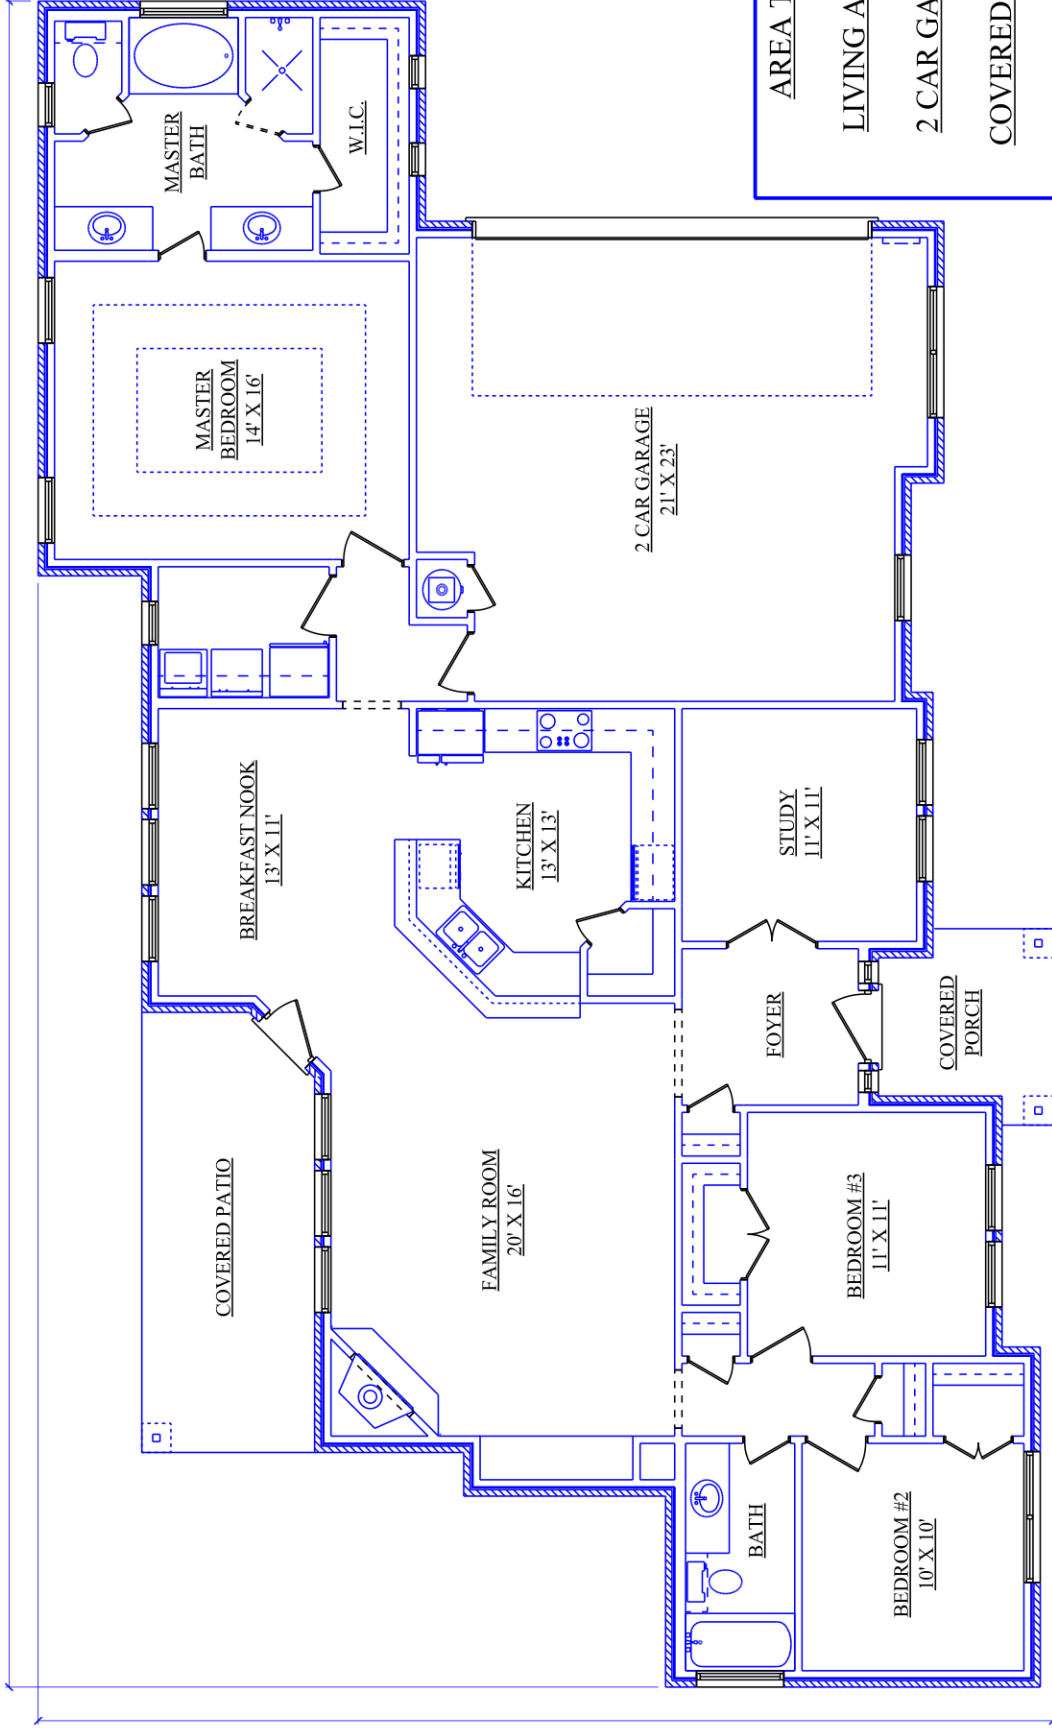 MASTER
BATH
W.I.C.
MASTER
BEDROOM
14' X 16'
2 CAR GARAGE
21' X 23'
BREAKFAST NOOK
13' X 11'
KITCHEN
13' X 13'
STUDY
11' X 11'
FOYER
COVERED
PORCH
COVERED PATIO
FAMILY ROOM
20' X 16'
BEDROOM #3
11' X 11'
BATH
BEDROOM #2
10' X 10'
AREA
LIVING
2 CAR
COVERED